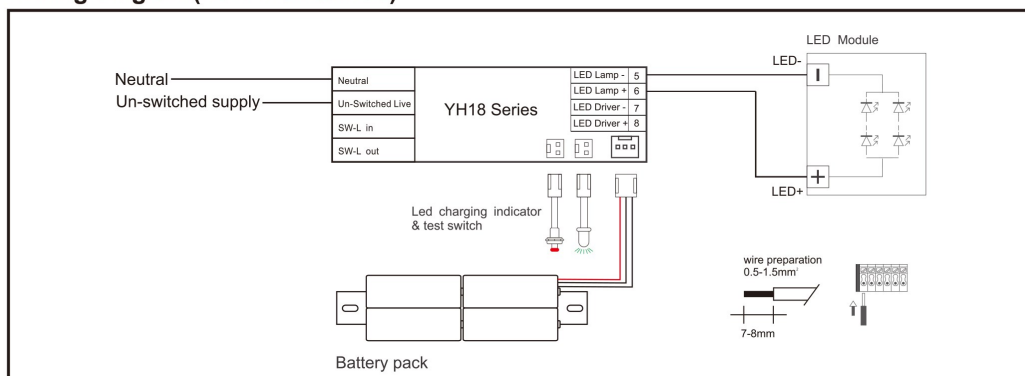 Neutral
Un-switched supply
Neutral
Un-Switched Live
SW-L in
SW-L out
YH18 Series
LED Lamp - 5
LED Lamp + 6
LED Driver - 7
LED Driver + 8
LED Module
LED-
LED+
Led charging indicator
& test switch
Battery pack
wire preparation
0.5-1.5mm²
7-8mm